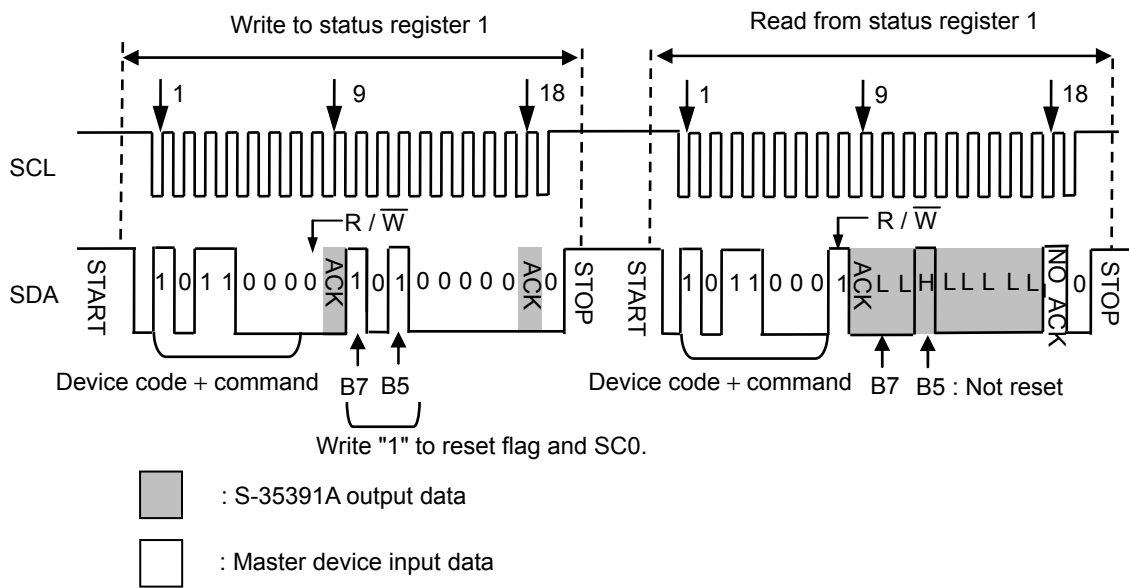 Write to status register 1 Read from status register 1
1 9 18 1 9 18
SCL
R / W R / W
SDA START 1 0 1 1 0 0 0 0 ACK 1 0 1 0 0 0 0 0 ACK 0 STOP START 1 0 1 1 0 0 0 1 ACK L L H L L L L L NO_ACK 0 STOP
Device code + command B7 B5 Device code + command B7 B5 : Not reset
Write "1" to reset flag and SC0.
: S-35391A output data
: Master device input data